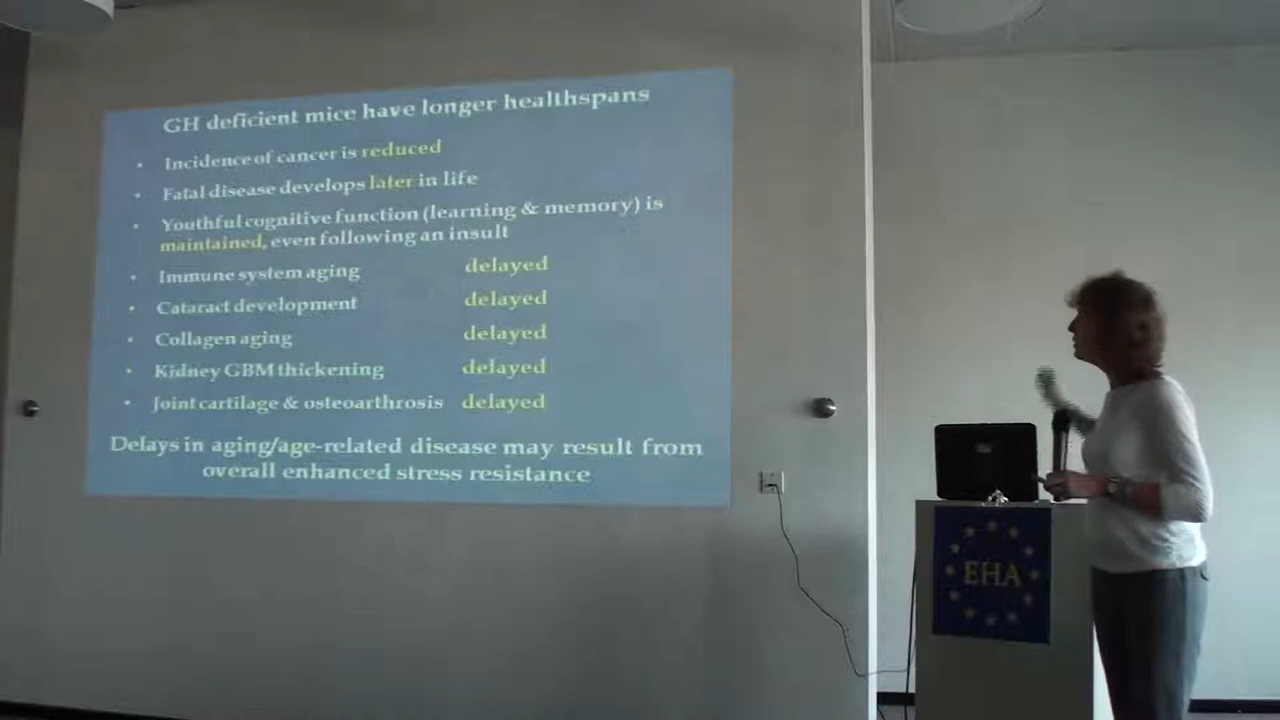 GH deficient mice have longer healthspans
• Incidence of cancer is reduced
• Fatal disease develops later in life
• Youthful cognitive function (learning & memory) is
maintained, even following an insult
• Immune system aging delayed
• Cataract development delayed
• Collagen aging delayed
• Kidney GBM thickening delayed
• Joint cartilage & osteoarthrosis delayed
Delays in aging/age-related disease may result from
overall enhanced stress resistance
EHA